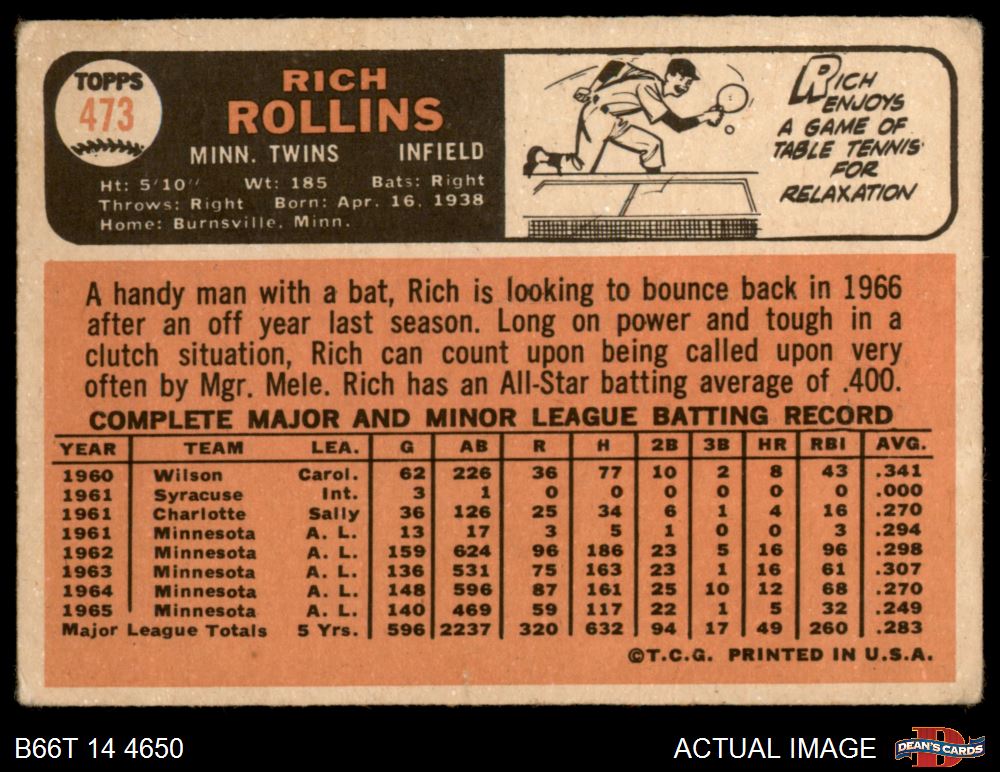 TOPPS
473
RICH
ROLLINS
MINN. TWINS INFIELD
Ht: 5'10" Wt: 185 Bats: Right
Throws: Right Born: Apr. 16, 1938
Home: Burnsville, Minn.
RICH
ENJOYS
A GAME OF
TABLE TENNIS
FOR
RELAXATION
A handy man with a bat, Rich is looking to bounce back in 1966
after an off year last season. Long on power and tough in a
clutch situation, Rich can count upon being called upon very
often by Mgr. Mele. Rich has an All-Star batting average of .400.
COMPLETE MAJOR AND MINOR LEAGUE BATTING RECORD
YEAR TEAM LEA. G AB R H 2B 3B HR RBI AVG.
1960 Wilson Carol. 62 226 36 77 10 2 8 43 .341
1961 Syracuse Int. 3 1 0 0 0 0 0 0 .000
1961 Charlotte Sally 36 126 25 34 6 1 4 16 .270
1961 Minnesota A. L. 13 17 3 5 1 0 0 3 .294
1962 Minnesota A. L. 159 624 96 186 23 5 16 96 .298
1963 Minnesota A. L. 136 531 75 163 23 1 16 61 .307
1964 Minnesota A. L. 148 596 87 161 25 10 12 68 .270
1965 Minnesota A. L. 140 469 59 117 22 1 5 32 .249
Major League Totals 5 Yrs. 596 2237 320 632 94 17 49 260 .283
©T.C.G. PRINTED IN U.S.A.
B66T 14 4650 ACTUAL IMAGE DEAN'S CARDS